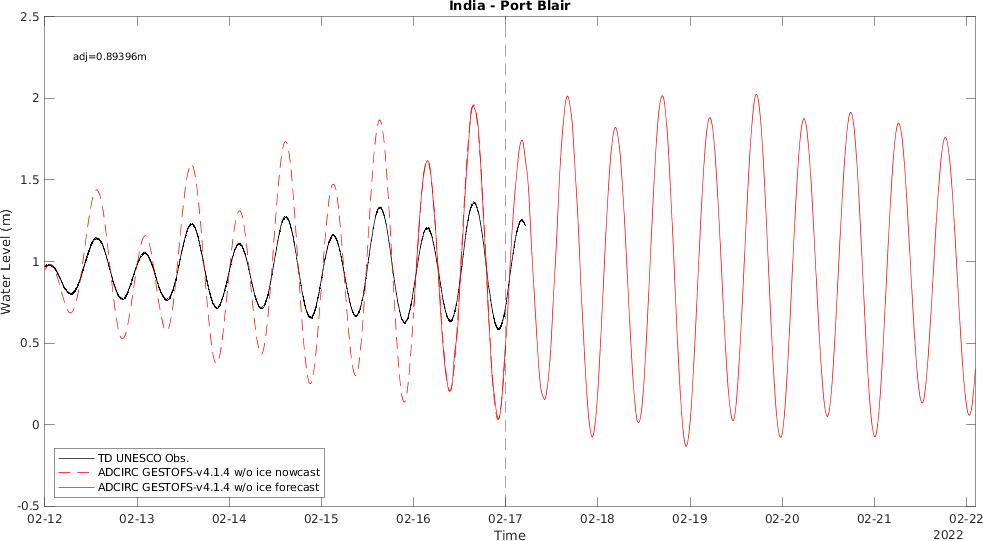 India - Port Blair
adj=0.89396m
2.5
2
1.5
1
0.5
0
-0.5
Water Level (m)
TD UNESCO Obs.
ADCIRC GESTOFS-v4.1.4 w/o ice nowcast
ADCIRC GESTOFS-v4.1.4 w/o ice forecast
02-12 02-13 02-14 02-15 02-16 02-17 02-18 02-19 02-20 02-21 02-22
Time
2022